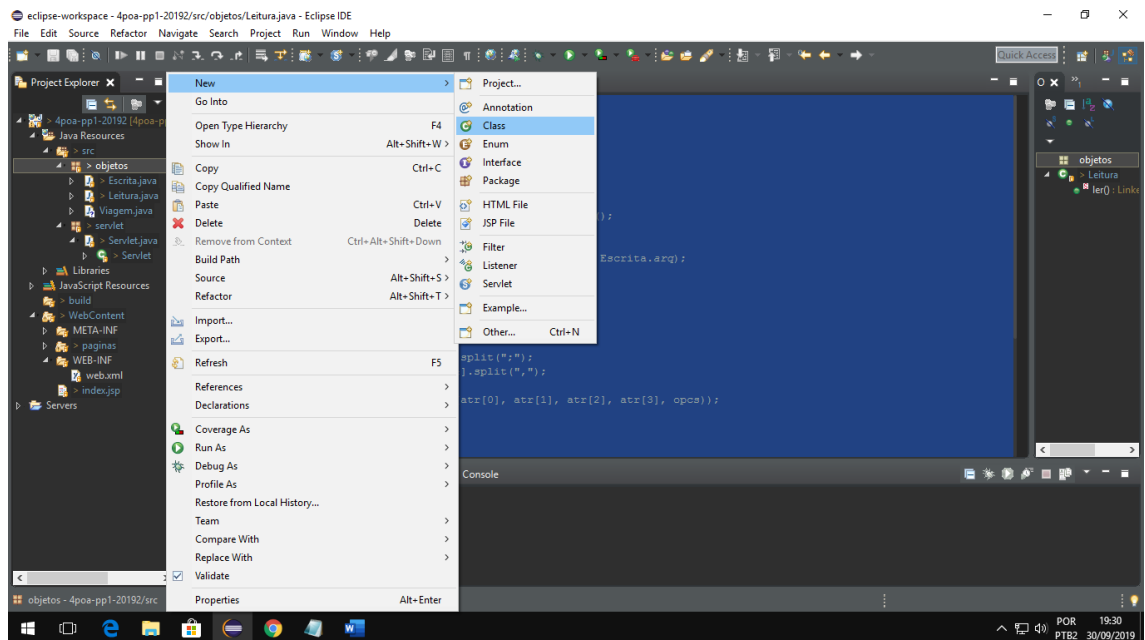 eclipse-workspace - 4poa-pp1-20192/src/objetos/Leitura.java - Eclipse IDE
File Edit Source Refactor Navigate Search Project Run Window Help
Quick Access
Project Explorer
> 4poa-pp1-20192 [4poa-p
Java Resources
> src
> objetos
> Escrita.java
> Leitura.java
Viagem.java
> servlet
> Servlet.java
> Servlet
Libraries
JavaScript Resources
> build
> WebContent
META-INF
> paginas
WEB-INF
web.xml
> index.jsp
Servers
New >
Go Into
Open Type Hierarchy F4
Show In Alt+Shift+W >
Copy Ctrl+C
Copy Qualified Name
Paste Ctrl+V
Delete Delete
Remove from Context Ctrl+Alt+Shift+Down
Build Path >
Source Alt+Shift+S >
Refactor Alt+Shift+T >
Import...
Export...
Refresh F5
References >
Declarations >
Coverage As >
Run As >
Debug As >
Profile As >
Restore from Local History...
Team >
Compare With >
Replace With >
Validate
Properties Alt+Enter
Project...
Annotation
Class
Enum
Interface
Package
HTML File
JSP File
Filter
Listener
Servlet
Example...
Other... Ctrl+N
);
Escrita.arq);
split(";");
].split(",");
atr[0], atr[1], atr[2], atr[3], opcs));
Console
O
objetos
> Leitura
ler() : Linke
objetos - 4poa-pp1-20192/src
POR 19:30
PTB2 30/09/2019